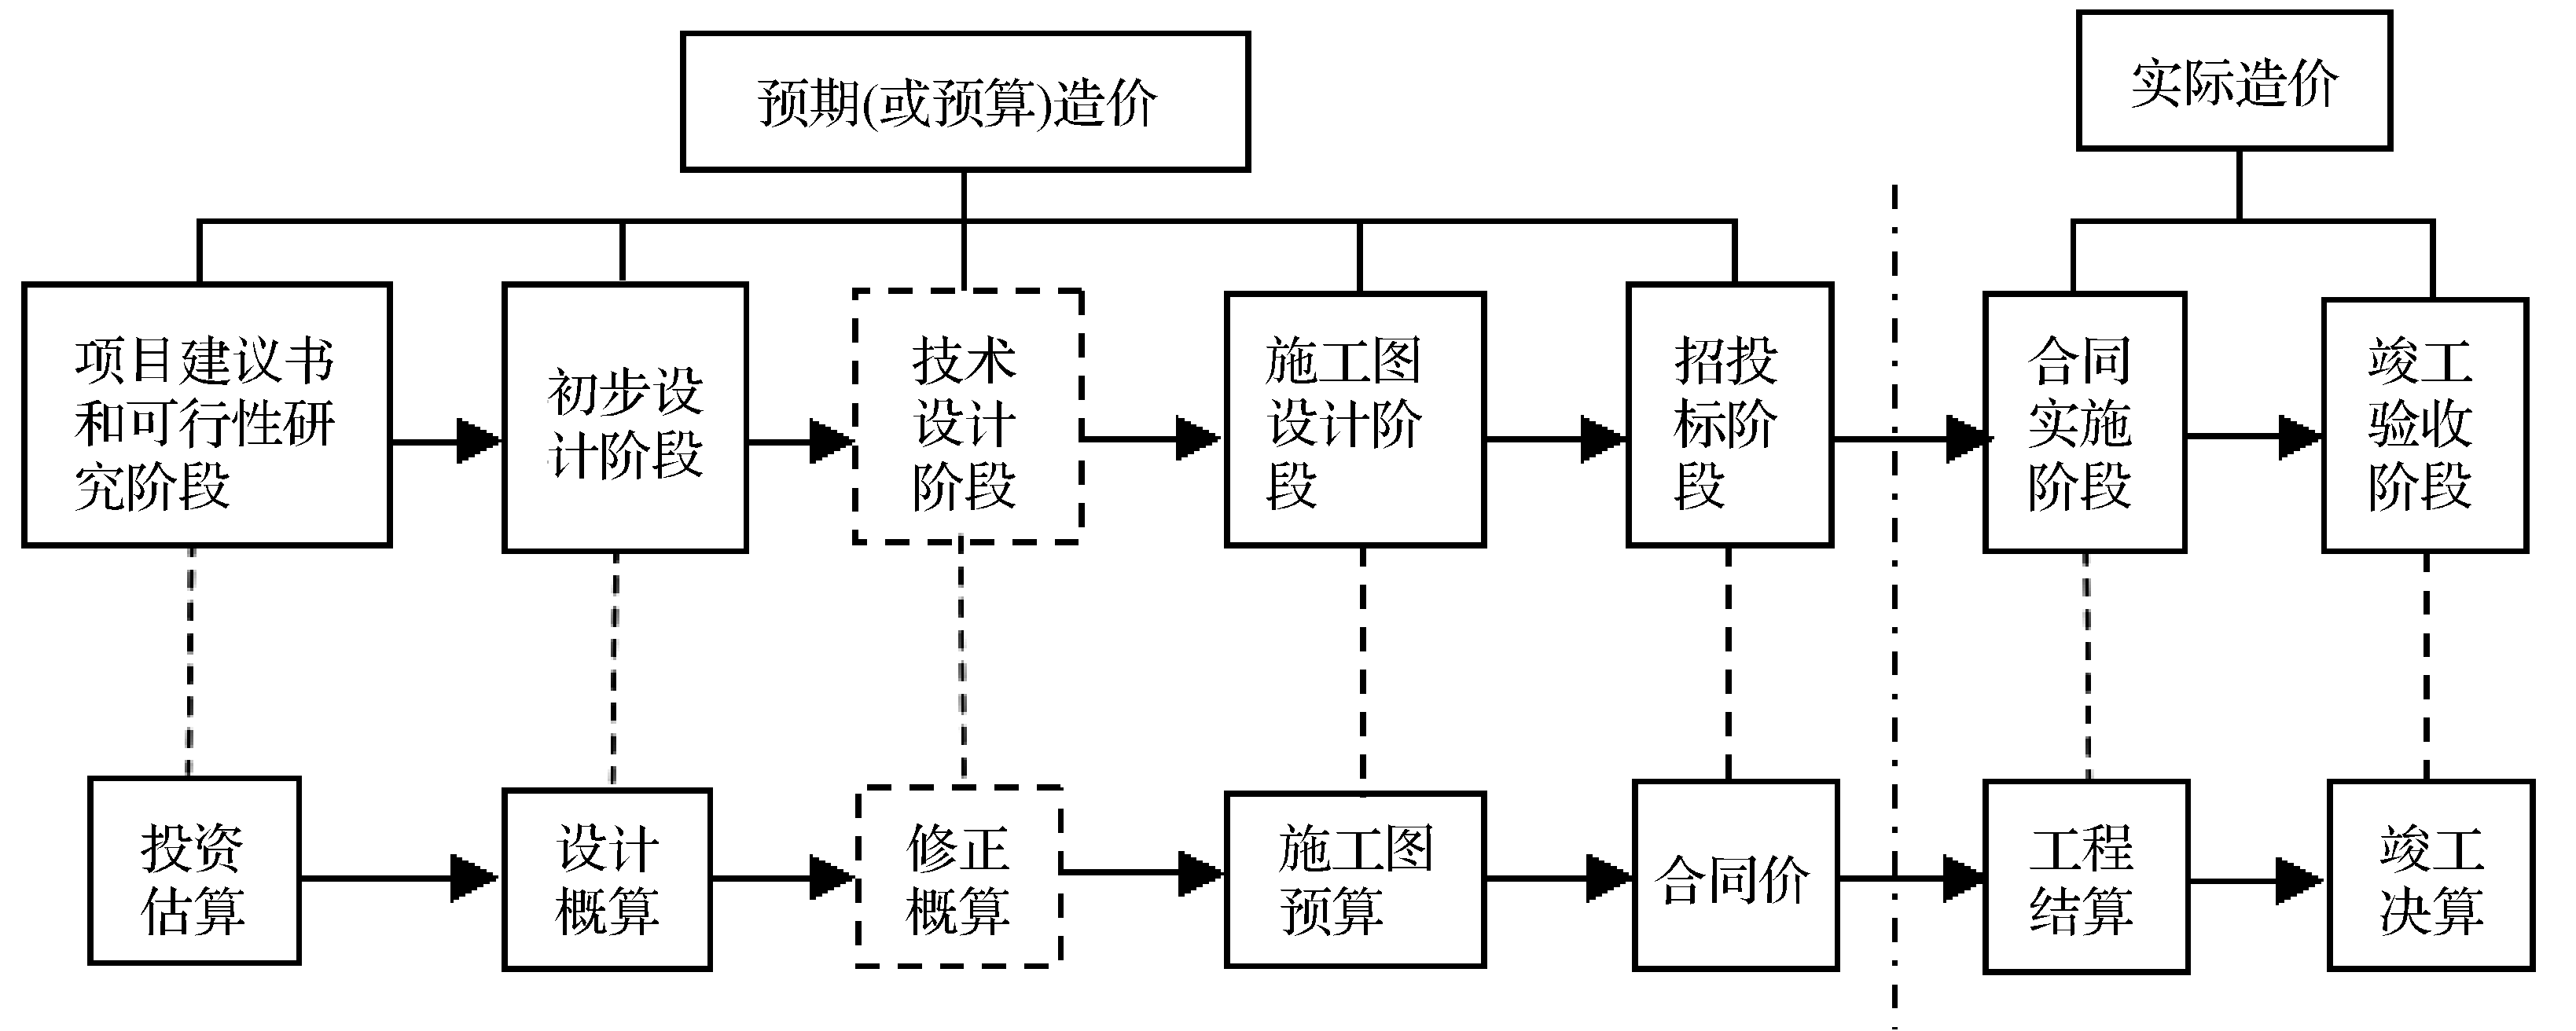 预期(或预算)造价
实际造价
项目建议书
和可行性研
究阶段
初步设
计阶段
技术
设计
阶段
施工图
设计阶
段
招投
标阶
段
合同
实施
阶段
竣工
验收
阶段
投资
估算
设计
概算
修正
概算
施工图
预算
合同价
工程
结算
竣工
决算